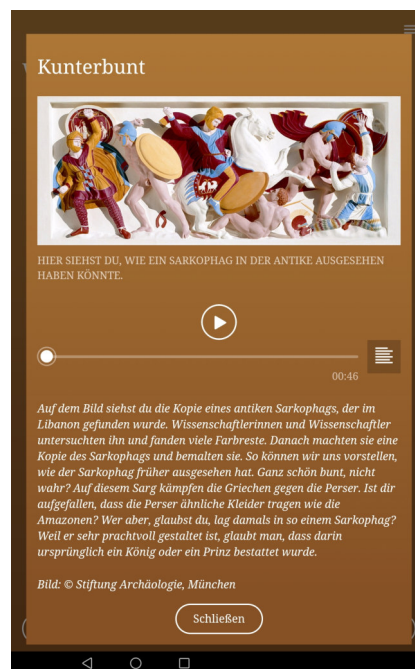 Kunterbunt
HIER SIEHST DU, WIE EIN SARKOPHAG IN DER ANTIKE AUSGESEHEN
HABEN KÖNNTE.
00:46
Auf dem Bild siehst du die Kopie eines antiken Sarkophags, der im
Libanon gefunden wurde. Wissenschaftlerinnen und Wissenschaftler
untersuchten ihn und fanden viele Farbreste. Danach machten sie eine
Kopie des Sarkophags und bemalten sie. So können wir uns vorstellen,
wie der Sarkophag früher ausgesehen hat. Ganz schön bunt, nicht
wahr? Auf diesem Sarg kämpfen die Griechen gegen die Perser. Ist dir
aufgefallen, dass die Perser ähnliche Kleider tragen wie die
Amazonen? Wer aber, glaubst du, lag damals in so einem Sarkophag?
Weil er sehr prachtvoll gestaltet ist, glaubt man, dass darin
ursprünglich ein König oder ein Prinz bestattet wurde.
Bild: © Stiftung Archäologie, München
Schließen